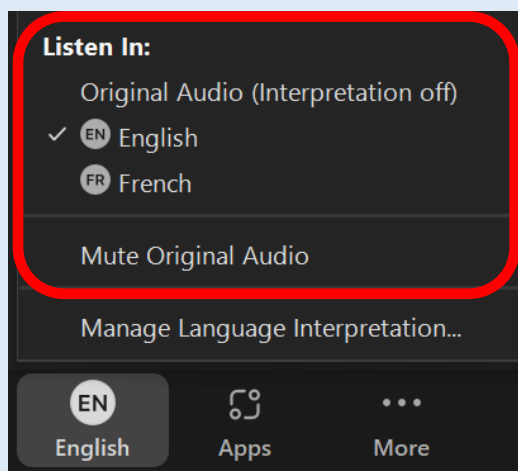 Listen In:
Original Audio (Interpretation off)
EN English
FR French
Mute Original Audio
Manage Language Interpretation...
EN
English Apps More